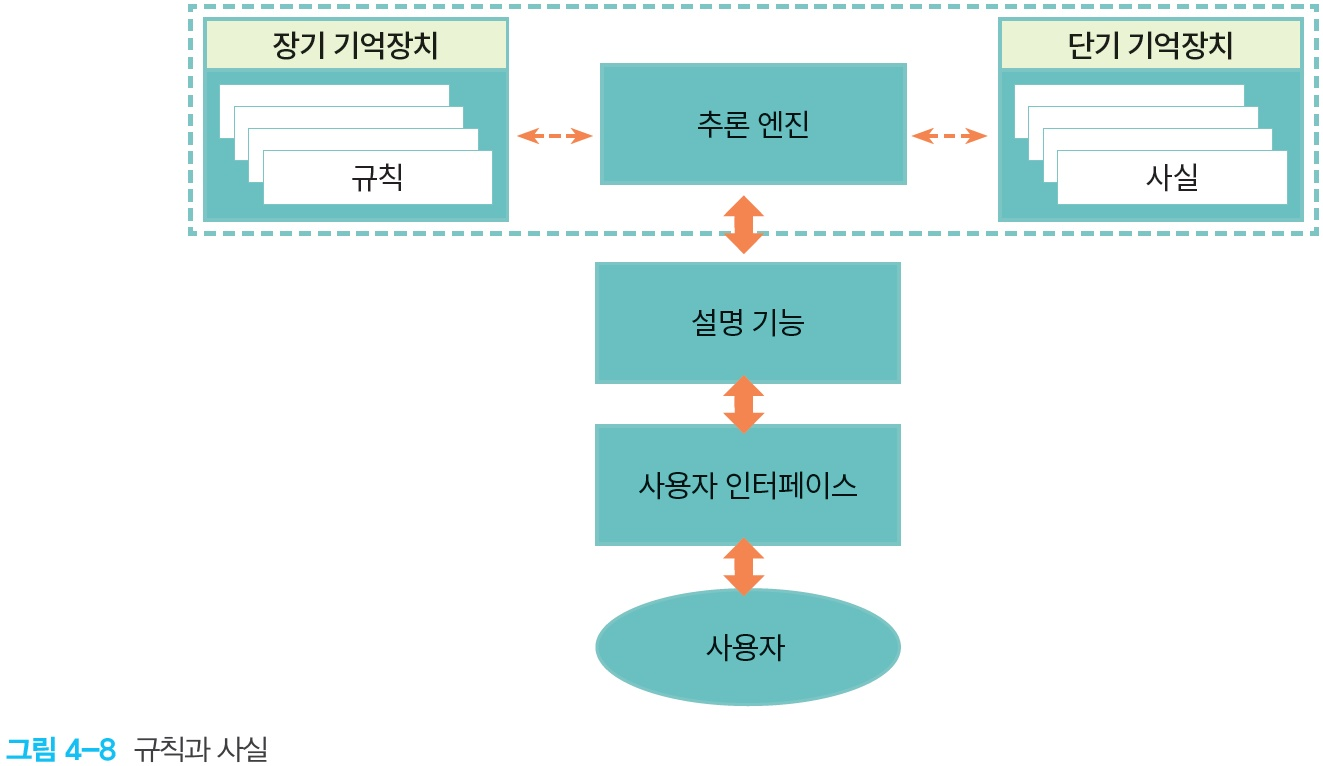 장기 기억장치
단기 기억장치
추론 엔진
규칙
사실
설명 기능
사용자 인터페이스
사용자
그림 4-8 규칙과 사실